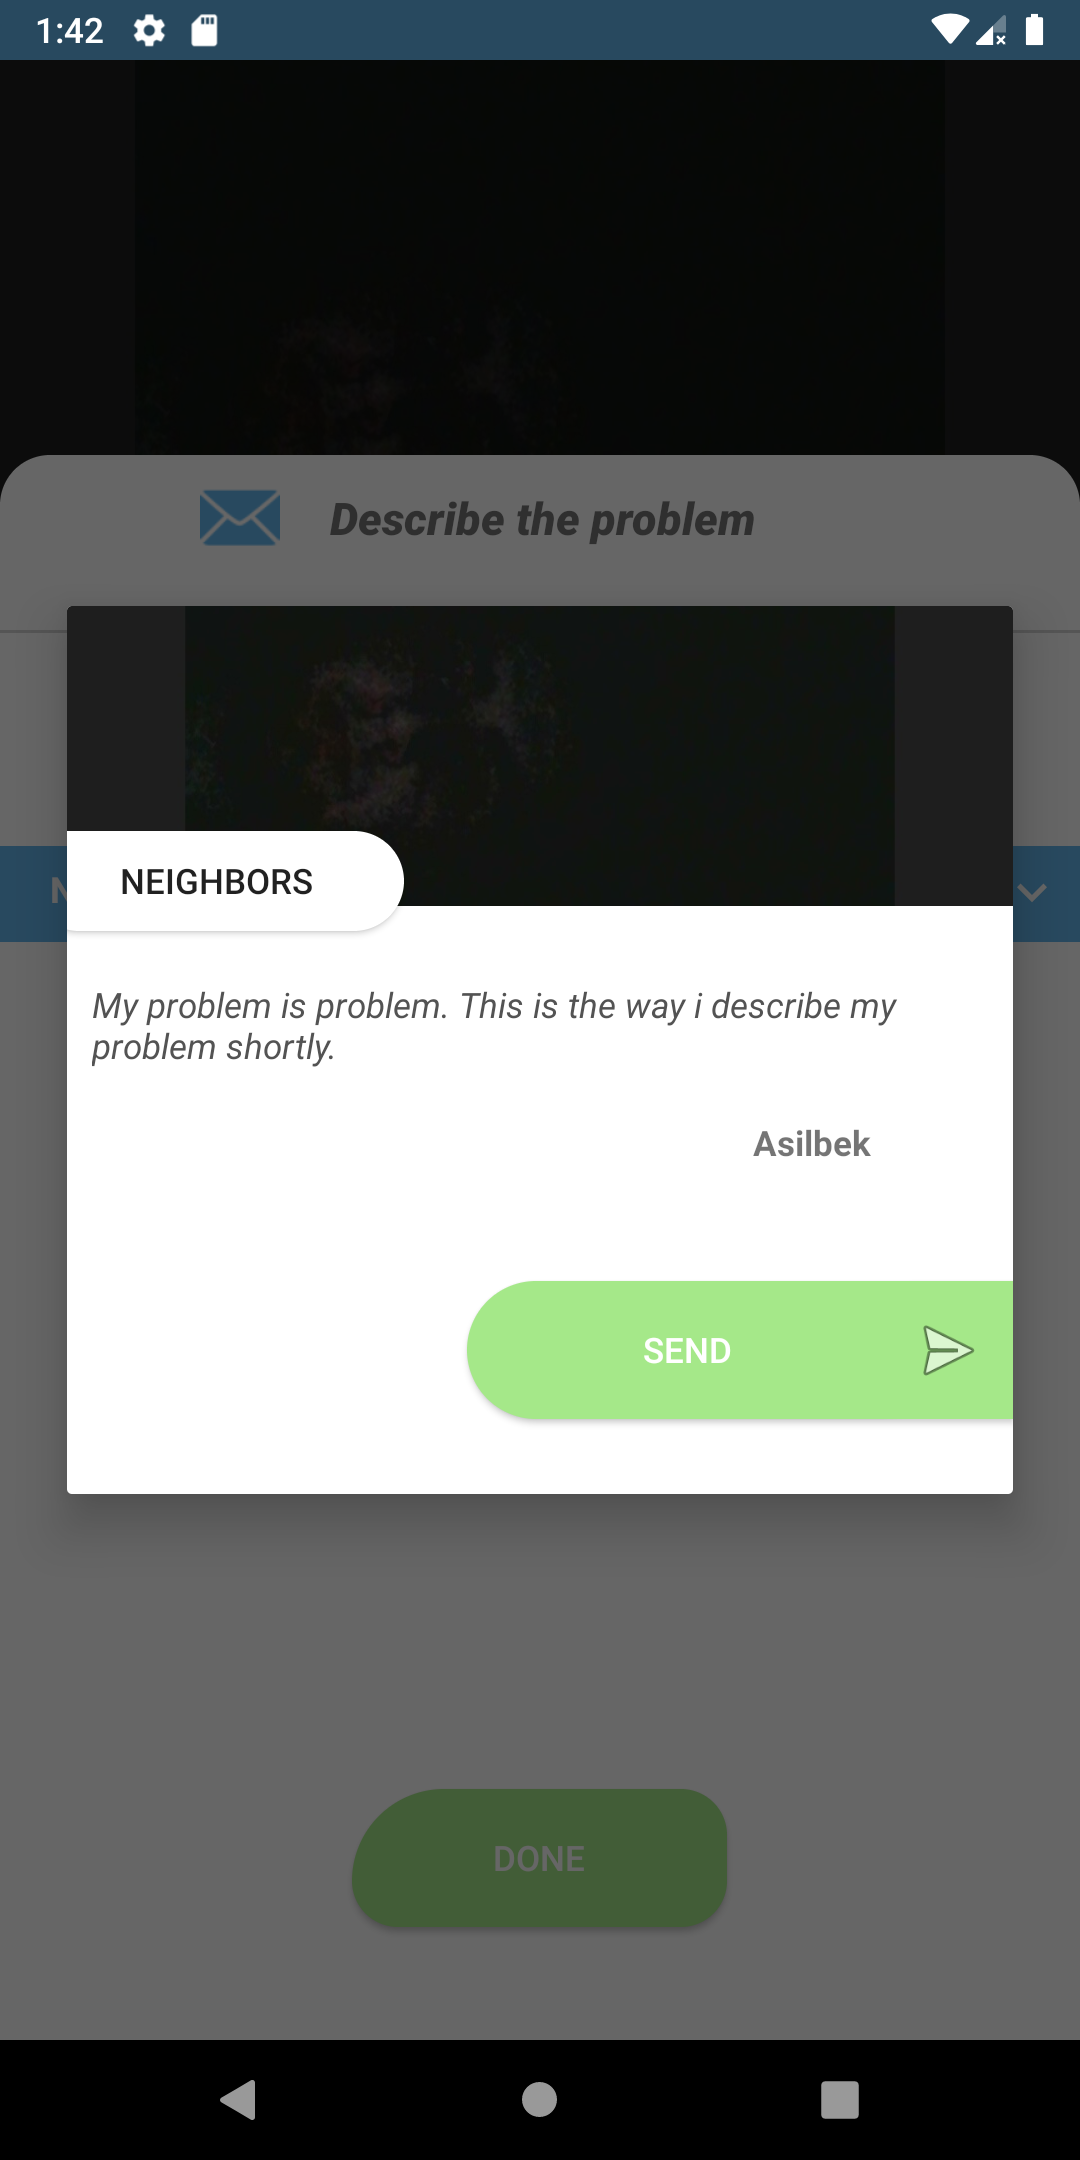 1:42
Describe the problem
NEIGHBORS
My problem is problem. This is the way i describe my
problem shortly.
Asilbek
SEND
DONE